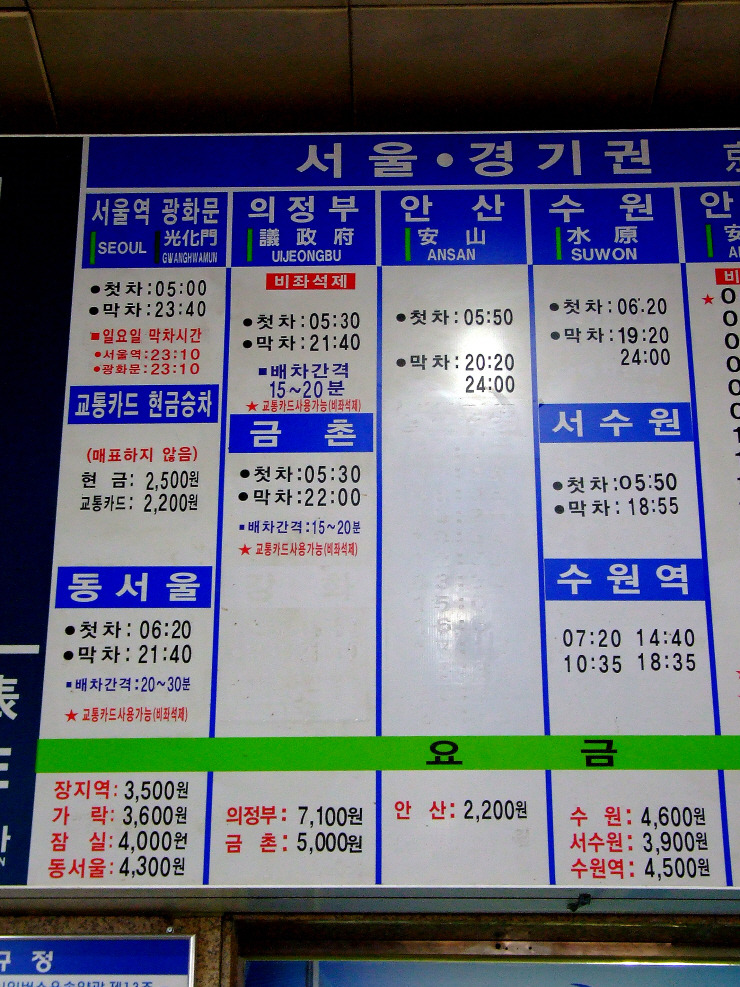 서울·경기권
서울역 광화문
SEOUL 光化門
GWANGHWAMUN
●첫차:05:00
●막차:23:40
■일요일 막차시간
●서울역:23:10
●광화문:23:10
교통카드 현금승차
(매표하지 않음)
현 금: 2,500원
교통카드: 2,200원
동서울
●첫차: 06:20
●막차: 21:40
■배차간격:20~30분
★ 교통카드사용가능(비좌석제)
의정부
議政府
UIJEONGBU
비좌석제
●첫차:05:30
●막차:21:40
■배차간격
15~20분
★ 교통카드사용가능(비좌석제)
금 촌
●첫차:05:30
●막차:22:00
■배차간격:15~20분
★ 교통카드사용가능(비좌석제)
안 산
安 山
ANSAN
●첫차:05:50
●막차:20:20
24:00
수 원
水 原
SUWON
●첫차:06:20
●막차:19:20
24:00
서수원
●첫차:05:50
●막차:18:55
수원역
07:20 14:40
10:35 18:35
안
★
요 금
장지역: 3,500원
가 락: 3,600원
잠 실: 4,000원
동서울: 4,300원
의정부: 7,100원
금 촌: 5,000원
안 산: 2,200원
수 원: 4,600원
서수원: 3,900원
수원역: 4,500원
규 정